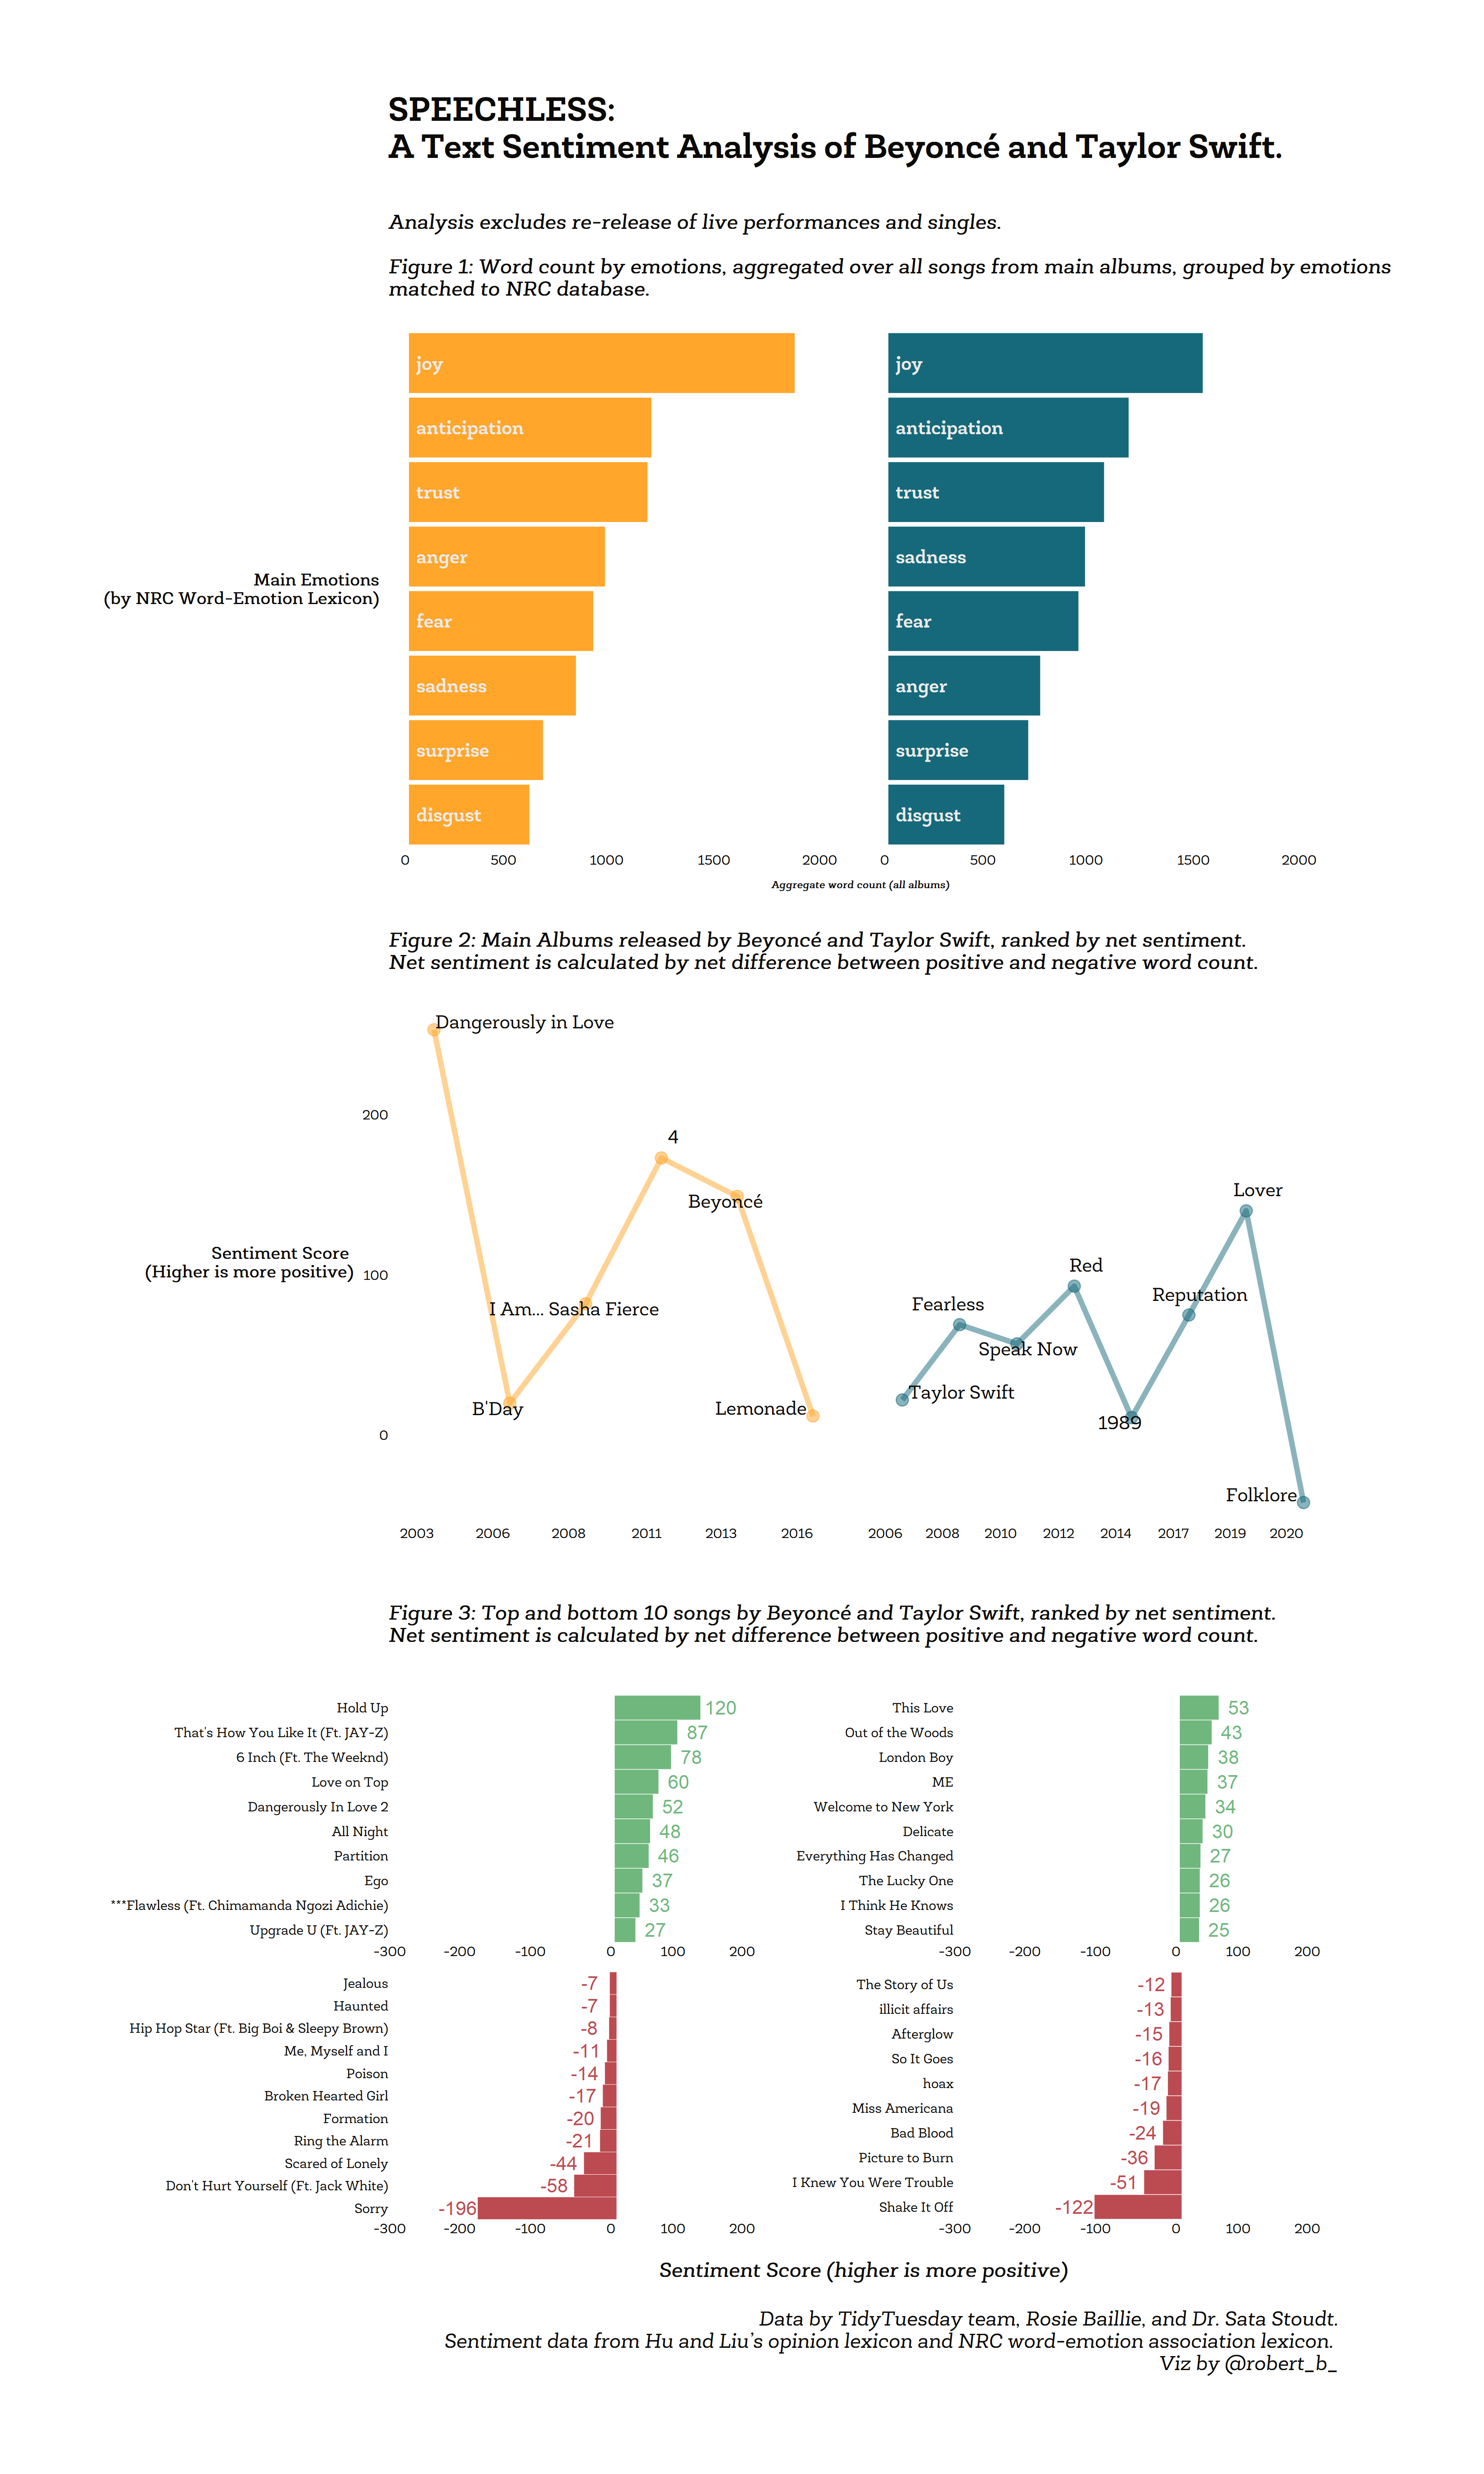 SPEECHLESS:
A Text Sentiment Analysis of Beyoncé and Taylor Swift.
Analysis excludes re-release of live performances and singles.
Figure 1: Word count by emotions, aggregated over all songs from main albums, grouped by emotions
matched to NRC database.
Main Emotions
(by NRC Word-Emotion Lexicon)
joy
anticipation
trust
anger
fear
sadness
surprise
disgust
0 500 1000 1500 2000
joy
anticipation
trust
sadness
fear
anger
surprise
disgust
0 500 1000 1500 2000
Aggregate word count (all albums)
Figure 2: Main Albums released by Beyoncé and Taylor Swift, ranked by net sentiment.
Net sentiment is calculated by net difference between positive and negative word count.
Sentiment Score
(Higher is more positive)
200
100
0
Dangerously in Love
4
Beyoncé
I Am... Sasha Fierce
B'Day
Lemonade
2003 2006 2008 2011 2013 2016
Lover
Red
Reputation
Fearless
Speak Now
Taylor Swift
1989
Folklore
2006 2008 2010 2012 2014 2017 2019 2020
Figure 3: Top and bottom 10 songs by Beyoncé and Taylor Swift, ranked by net sentiment.
Net sentiment is calculated by net difference between positive and negative word count.
Hold Up 120
That's How You Like It (Ft. JAY-Z) 87
6 Inch (Ft. The Weeknd) 78
Love on Top 60
Dangerously In Love 2 52
All Night 48
Partition 46
Ego 37
***Flawless (Ft. Chimamanda Ngozi Adichie) 33
Upgrade U (Ft. JAY-Z) 27
-300 -200 -100 0 100 200
This Love 53
Out of the Woods 43
London Boy 38
ME 37
Welcome to New York 34
Delicate 30
Everything Has Changed 27
The Lucky One 26
I Think He Knows 26
Stay Beautiful 25
-300 -200 -100 0 100 200
Jealous -7
Haunted -7
Hip Hop Star (Ft. Big Boi & Sleepy Brown) -8
Me, Myself and I -11
Poison -14
Broken Hearted Girl -17
Formation -20
Ring the Alarm -21
Scared of Lonely -44
Don't Hurt Yourself (Ft. Jack White) -58
Sorry -196
-300 -200 -100 0 100 200
The Story of Us -12
illicit affairs -13
Afterglow -15
So It Goes -16
hoax -17
Miss Americana -19
Bad Blood -24
Picture to Burn -36
I Knew You Were Trouble -51
Shake It Off -122
-300 -200 -100 0 100 200
Sentiment Score (higher is more positive)
Data by TidyTuesday team, Rosie Baillie, and Dr. Sata Stoudt.
Sentiment data from Hu and Liu's opinion lexicon and NRC word-emotion association lexicon.
Viz by @robert_b_